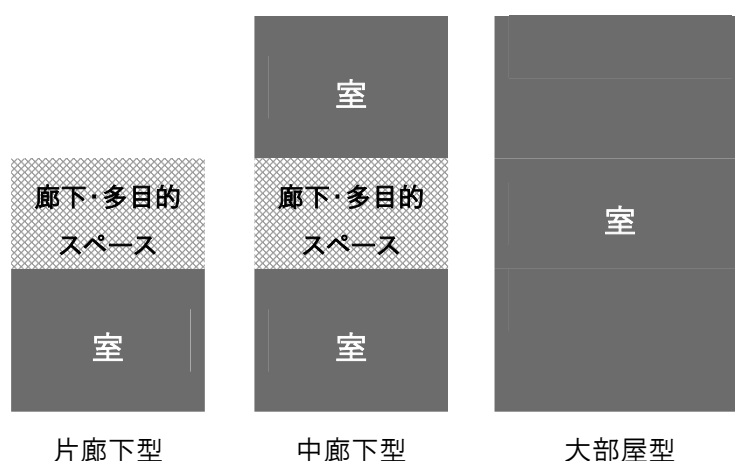 室
廊下・多目的
スペース
室
廊下・多目的
スペース
室
室
片廊下型
中廊下型
大部屋型